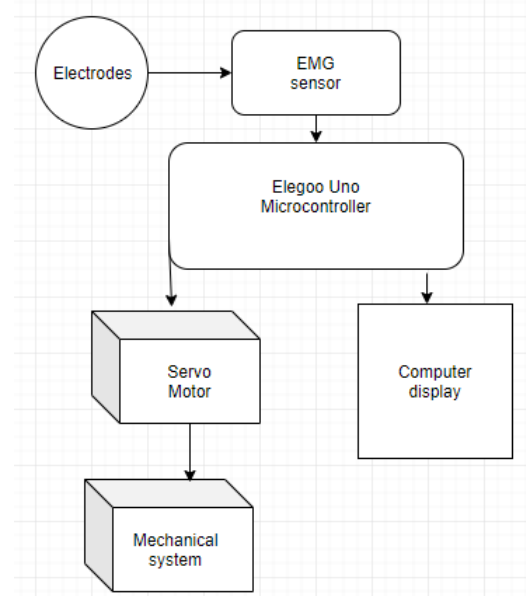 Electrodes
EMG
sensor
Elegoo Uno
Microcontroller
Servo
Motor
Computer
display
Mechanical
system